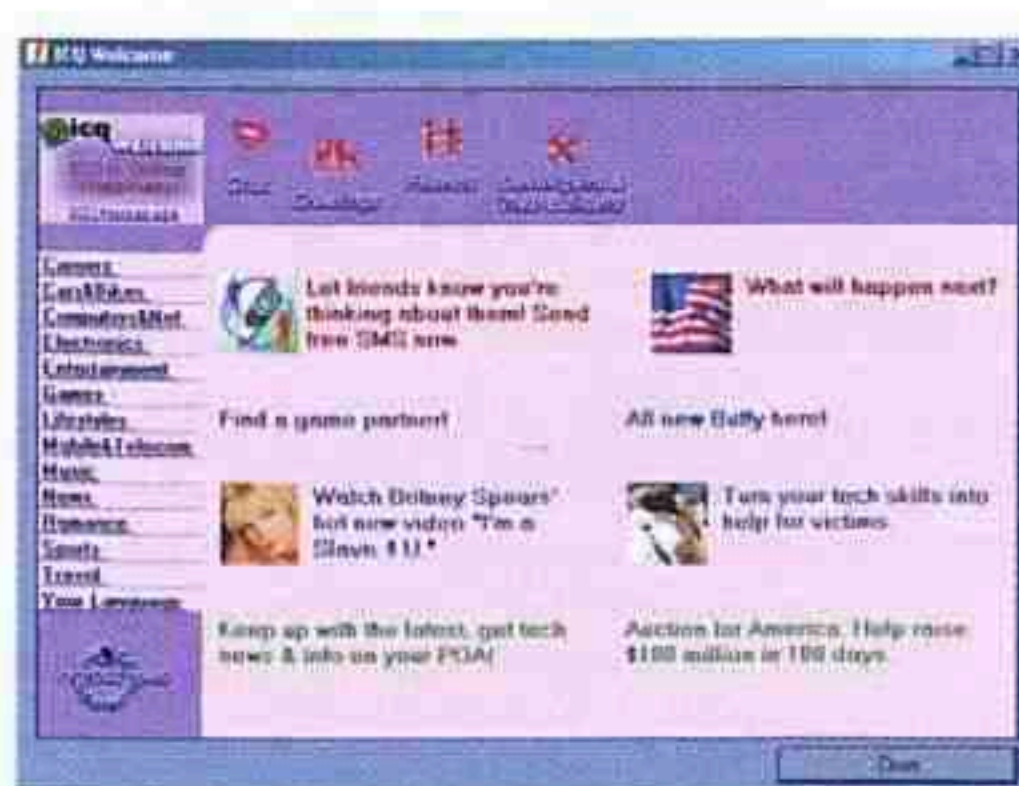 ICQ Welcome
icq
Careers
Cars&Bikes
Computers&Net
Electronics
Entertainment
Games
Lifestyles
Mobile&Telecom
Music
News
Romance
Sports
Travel
Your Language
Let friends know you're
thinking about them! Send
free SMS now
What will happen next?
Find a game partner!
All new Buffy here!
Watch Britney Spears'
hot new video "I'm a
Slave 4 U."
Turn your tech skills into
help for victims
Keep up with the latest, get tech
news & info on your PDA!
Auction for America. Help raise
$100 million in 100 days